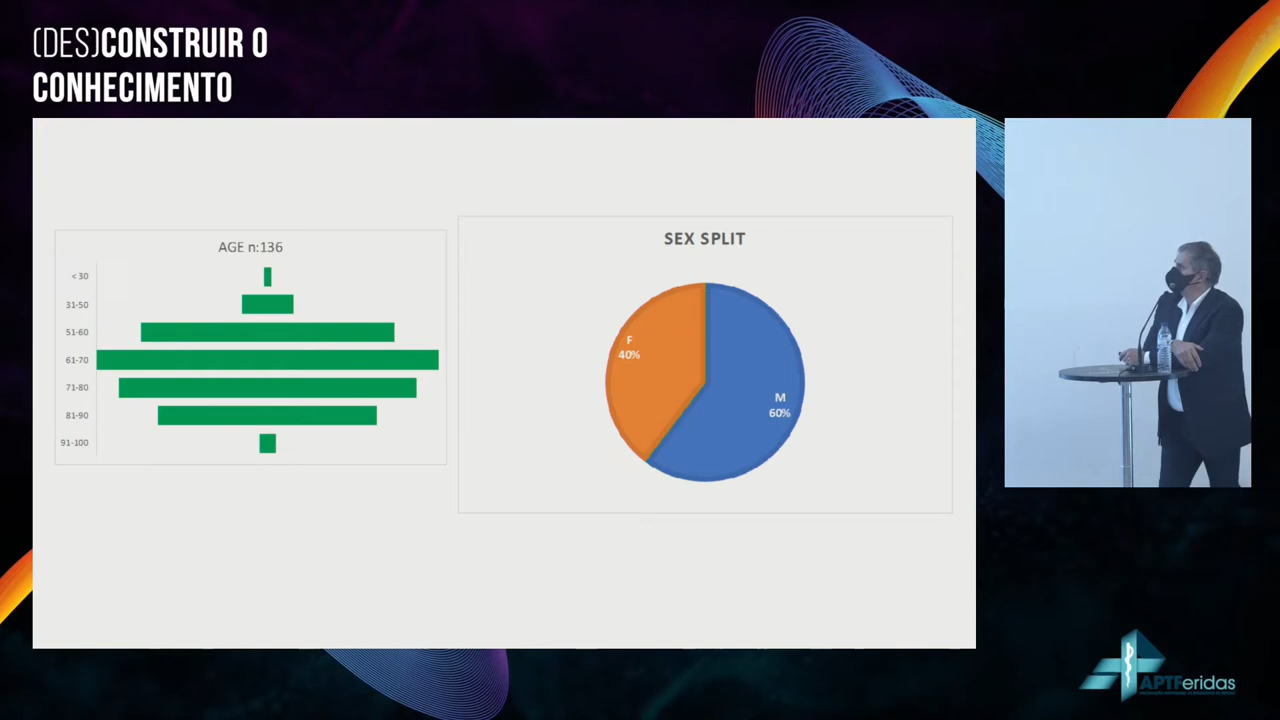 (DES)CONSTRUIR O
CONHECIMENTO
AGE n:136
< 30
31-50
51-60
61-70
71-80
81-90
91-100
SEX SPLIT
F
40%
M
60%
APTFeridas